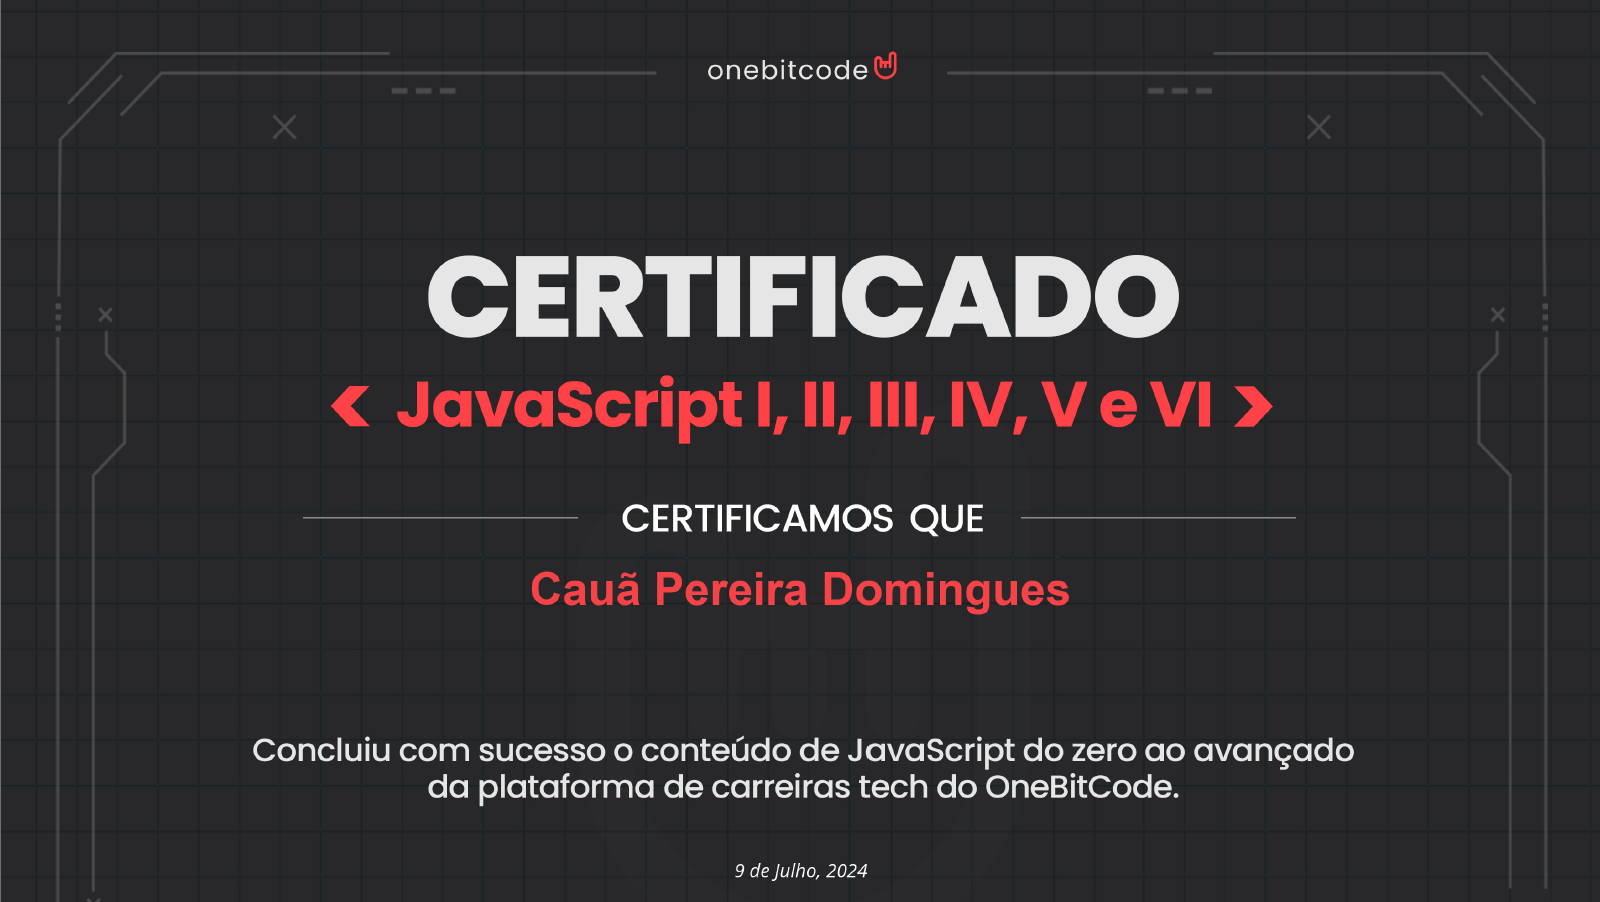 onebitcode
CERTIFICADO
< JavaScript I, II, III, IV, V e VI >
CERTIFICAMOS QUE
Cauã Pereira Domingues
Concluiu com sucesso o conteúdo de JavaScript do zero ao avançado
da plataforma de carreiras tech do OneBitCode.
9 de Julho, 2024